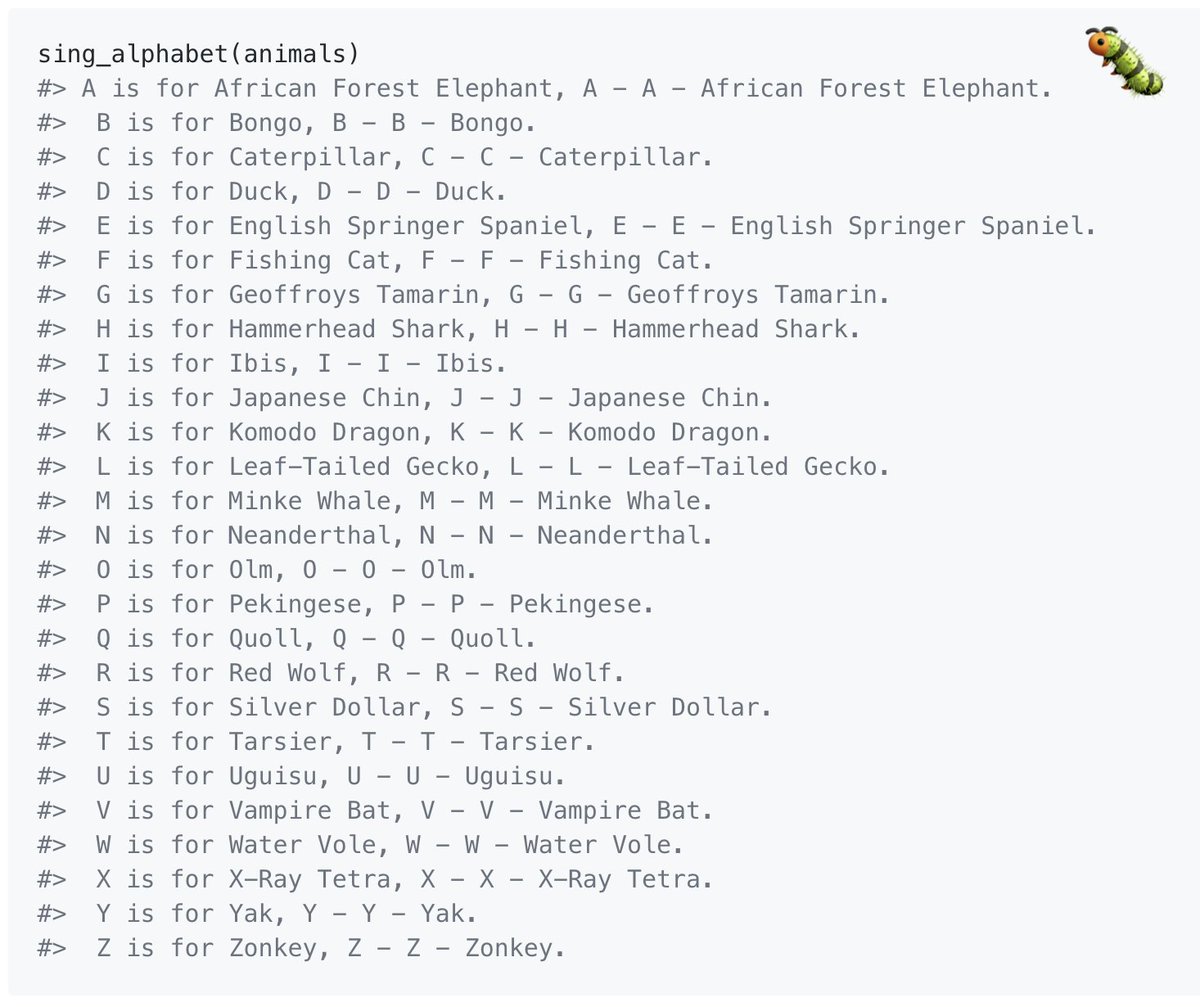 sing_alphabet(animals)
#> A is for African Forest Elephant, A - A - African Forest Elephant.
#>  B is for Bongo, B - B - Bongo.
#>  C is for Caterpillar, C - C - Caterpillar.
#>  D is for Duck, D - D - Duck.
#>  E is for English Springer Spaniel, E - E - English Springer Spaniel.
#>  F is for Fishing Cat, F - F - Fishing Cat.
#>  G is for Geoffroys Tamarin, G - G - Geoffroys Tamarin.
#>  H is for Hammerhead Shark, H - H - Hammerhead Shark.
#>  I is for Ibis, I - I - Ibis.
#>  J is for Japanese Chin, J - J - Japanese Chin.
#>  K is for Komodo Dragon, K - K - Komodo Dragon.
#>  L is for Leaf-Tailed Gecko, L - L - Leaf-Tailed Gecko.
#>  M is for Minke Whale, M - M - Minke Whale.
#>  N is for Neanderthal, N - N - Neanderthal.
#>  O is for Olm, O - O - Olm.
#>  P is for Pekingese, P - P - Pekingese.
#>  Q is for Quoll, Q - Q - Quoll.
#>  R is for Red Wolf, R - R - Red Wolf.
#>  S is for Silver Dollar, S - S - Silver Dollar.
#>  T is for Tarsier, T - T - Tarsier.
#>  U is for Uguisu, U - U - Uguisu.
#>  V is for Vampire Bat, V - V - Vampire Bat.
#>  W is for Water Vole, W - W - Water Vole.
#>  X is for X-Ray Tetra, X - X - X-Ray Tetra.
#>  Y is for Yak, Y - Y - Yak.
#>  Z is for Zonkey, Z - Z - Zonkey.